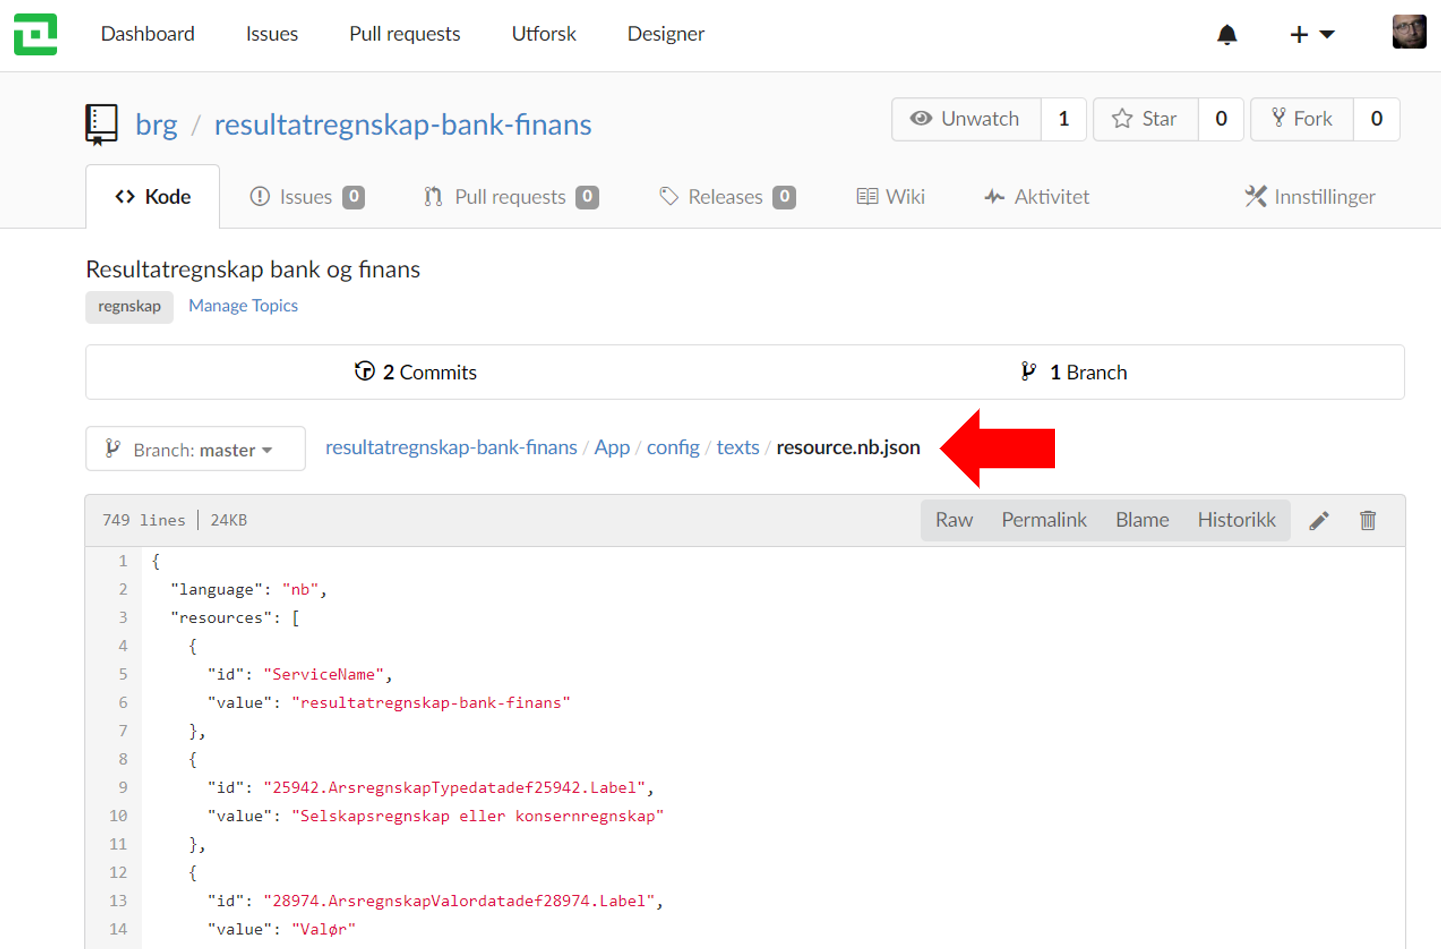 Dashboard Issues Pull requests Utforsk Designer
brg / resultatregnskap-bank-finans
Unwatch 1 Star 0 Fork 0
Kode Issues 0 Pull requests 0 Releases 0 Wiki Aktivitet Innstillinger
Resultatregnskap bank og finans
regnskap Manage Topics
2 Commits 1 Branch
Branch: master resultatregnskap-bank-finans / App / config / texts / resource.nb.json
749 lines | 24KB Raw Permalink Blame Historikk
1 {
2 "language": "nb",
3 "resources": [
4 {
5 "id": "ServiceName",
6 "value": "resultatregnskap-bank-finans"
7 },
8 {
9 "id": "25942.ArsregnskapTypedatadef25942.Label",
10 "value": "Selskapsregnskap eller konsernregnskap"
11 },
12 {
13 "id": "28974.ArsregnskapValordatadef28974.Label",
14 "value": "Valør"